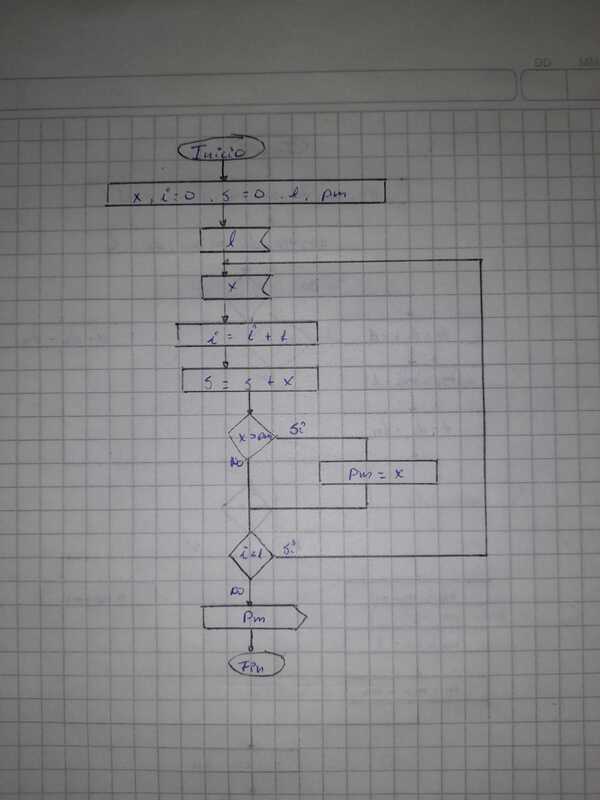 DD MM
Inicio
x, i=0, s=0, l, pm
l
x
i = i + 1
s = s + x
x>pm Si
No
pm = x
i<l Si
No
Pm
Fin